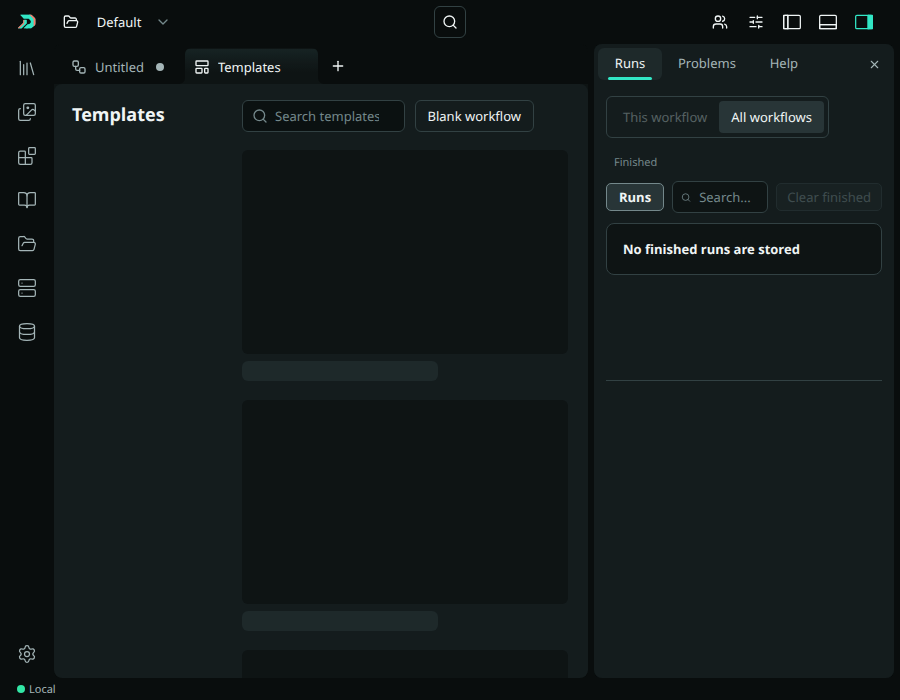 Default
Untitled
Templates
Runs
Problems
Help
Templates
Search templates
Blank workflow
This workflow
All workflows
Finished
Runs
Search...
Clear finished
No finished runs are stored
Local